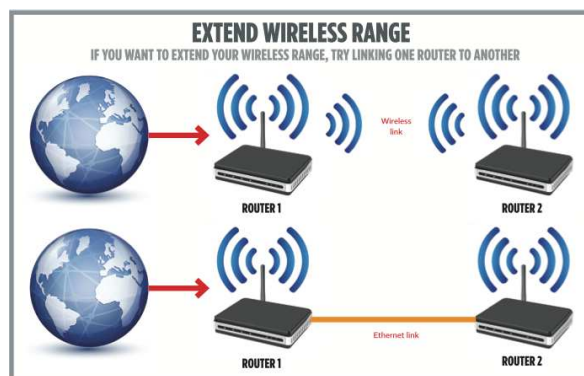 EXTEND WIRELESS RANGE
IF YOU WANT TO EXTEND YOUR WIRELESS RANGE, TRY LINKING ONE ROUTER TO ANOTHER
Wireless
link
ROUTER 1
ROUTER 2
Ethernet link
ROUTER 1
ROUTER 2